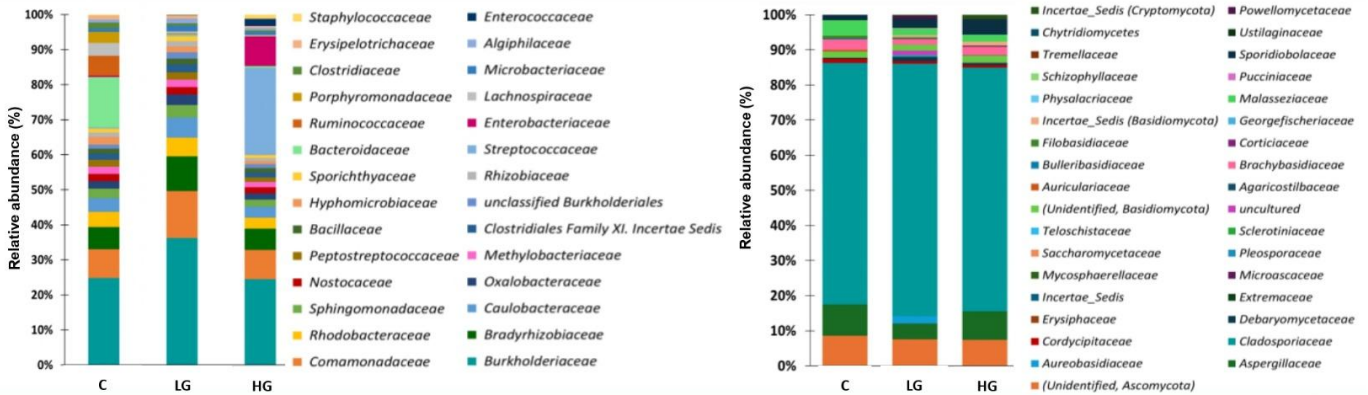 Relative abundance (%)
100%
90%
80%
70%
60%
50%
40%
30%
20%
10%
0%
C LG HG
Staphylococcaceae Enterococcaceae
Erysipelotrichaceae Algiphilaceae
Clostridiaceae Microbacteriaceae
Porphyromonadaceae Lachnospiraceae
Ruminococcaceae Enterobacteriaceae
Bacteroidaceae Streptococcaceae
Sporichthyaceae Rhizobiaceae
Hyphomicrobiaceae unclassified Burkholderiales
Bacillaceae Clostridiales Family XI. Incertae Sedis
Peptostreptococcaceae Methylobacteriaceae
Nostocaceae Oxalobacteraceae
Sphingomonadaceae Caulobacteraceae
Rhodobacteraceae Bradyrhizobiaceae
Comamonadaceae Burkholderiaceae
Relative abundance (%)
100%
90%
80%
70%
60%
50%
40%
30%
20%
10%
0%
C LG HG
Incertae_Sedis (Cryptomycota) Powellomycetaceae
Chytridiomycetes Ustilaginaceae
Tremellaceae Sporidiobolaceae
Schizophyllaceae Pucciniaceae
Physalacriaceae Malasseziaceae
Incertae_Sedis (Basidiomycota) Georgefischeriaceae
Filobasidiaceae Corticiaceae
Bulleribasidiaceae Brachybasidiaceae
Auriculariaceae Agaricostilbaceae
(Unidentified, Basidiomycota) uncultured
Teloschistaceae Sclerotiniaceae
Saccharomycetaceae Pleosporaceae
Mycosphaerellaceae Microascaceae
Incertae_Sedis Extremaceae
Erysiphaceae Debaryomycetaceae
Cordycipitaceae Cladosporiaceae
Aureobasidiaceae Aspergillaceae
(Unidentified, Ascomycota)